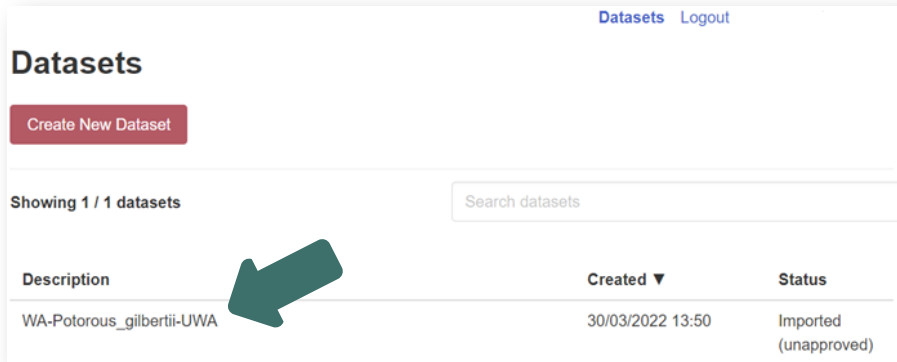 Datasets Logout
Datasets
Create New Dataset
Showing 1 / 1 datasets Search datasets
Description Created ▼ Status
WA-Potorous_gilbertii-UWA 30/03/2022 13:50 Imported
(unapproved)